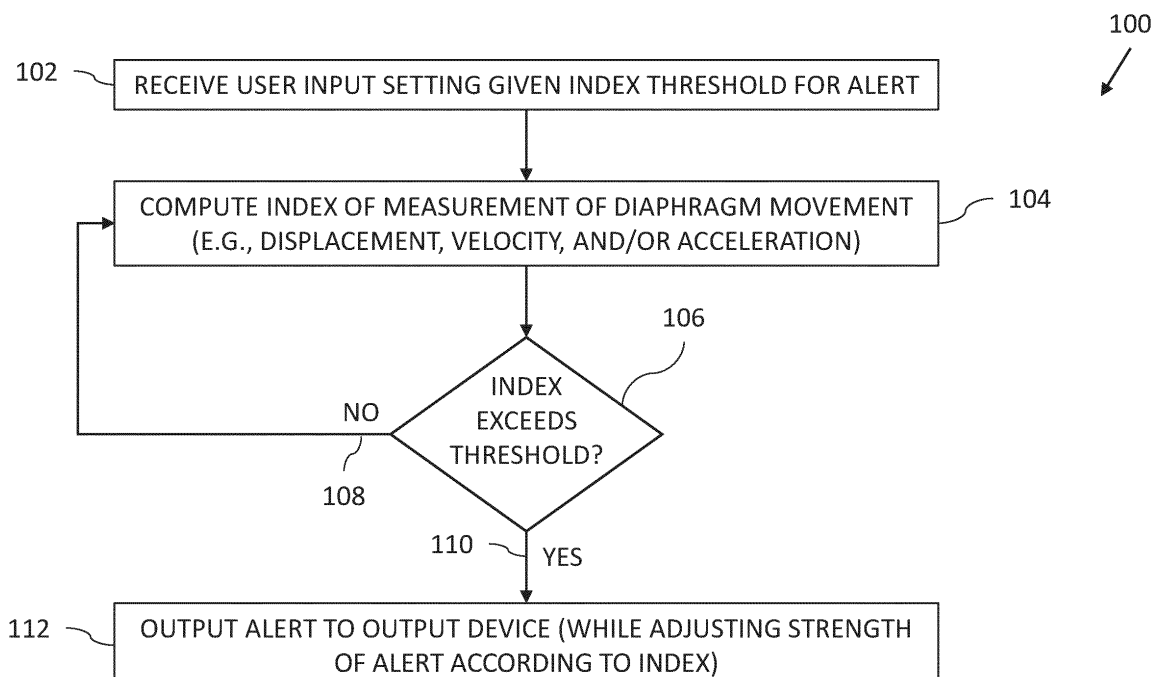 100
102
RECEIVE USER INPUT SETTING GIVEN INDEX THRESHOLD FOR ALERT
COMPUTE INDEX OF MEASUREMENT OF DIAPHRAGM MOVEMENT
(E.G., DISPLACEMENT, VELOCITY, AND/OR ACCELERATION)
104
106
INDEX
EXCEEDS
THRESHOLD?
NO
108
110
YES
112
OUTPUT ALERT TO OUTPUT DEVICE (WHILE ADJUSTING STRENGTH
OF ALERT ACCORDING TO INDEX)